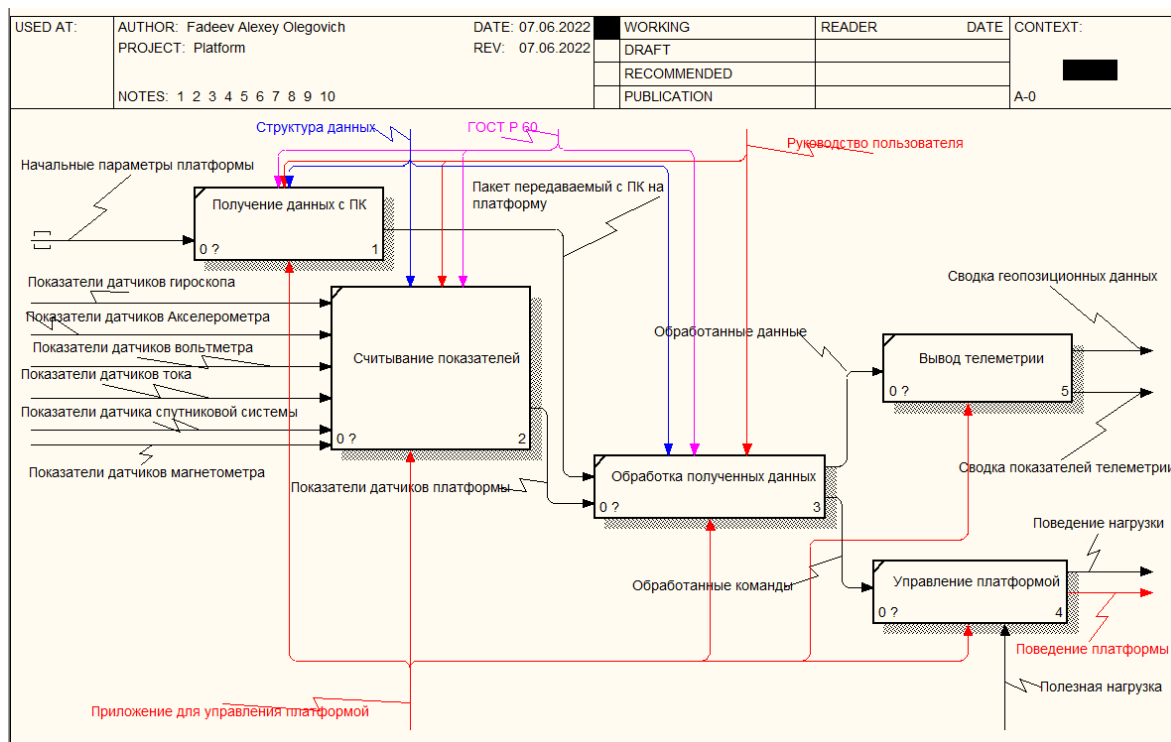 USED AT:
AUTHOR: Fadeev Alexey Olegovich
DATE: 07.06.2022
PROJECT: Platform
REV: 07.06.2022
NOTES: 1 2 3 4 5 6 7 8 9 10
WORKING
DRAFT
RECOMMENDED
PUBLICATION
READER
DATE
CONTEXT:
A-0
Структура данных
ГОСТ Р 60
Руководство пользователя
Начальные параметры платформы
Получение данных с ПК
0 ?
1
Пакет передаваемый с ПК на
платформу
Показатели датчиков гироскопа
Показатели датчиков Акселерометра
Показатели датчиков вольтметра
Показатели датчиков тока
Показатели датчика спутниковой системы
Показатели датчиков магнетометра
Считывание показателей
0 ?
2
Сводка геопозиционных данных
Обработанные данные
Вывод телеметрии
0 ?
5
Сводка показателей телеметрии
Показатели датчиков платформы
Обработка полученных данных
0 ?
3
Поведение нагрузки
Обработанные команды
Управление платформой
0 ?
4
Поведение платформы
Полезная нагрузка
Приложение для управления платформой